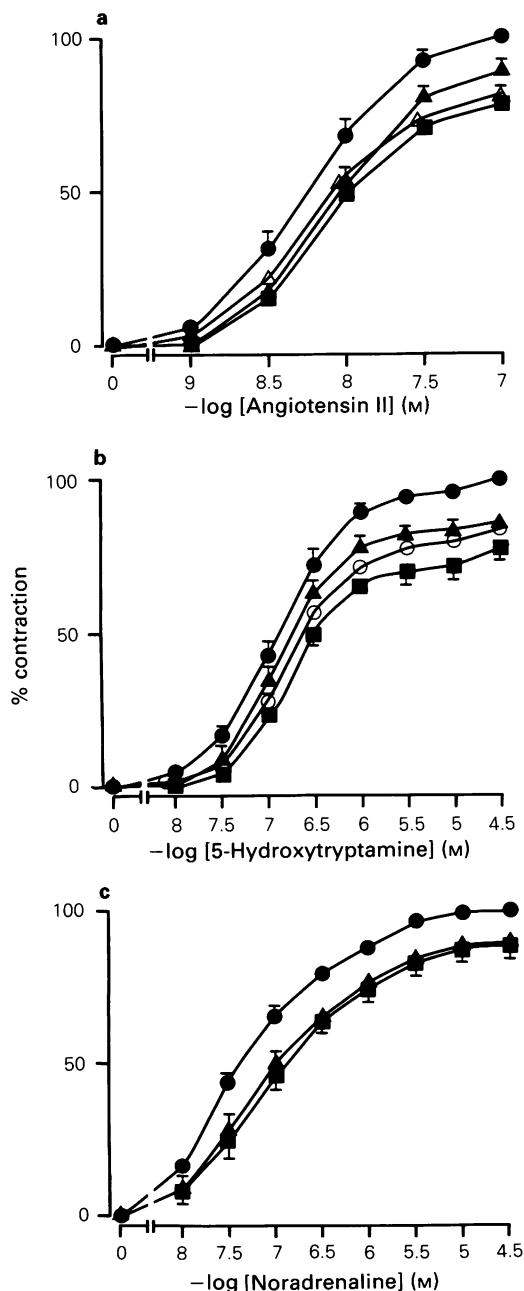 a
100
50
0
0 9 8.5 8 7.5 7
−log [Angiotensin II] (M)
b
% contraction
100
50
0
0 8 7.5 7 6.5 6 5.5 5 4.5
−log [5-Hydroxytryptamine] (M)
c
100
50
0
0 8 7.5 7 6.5 6 5.5 5 4.5
−log [Noradrenaline] (M)